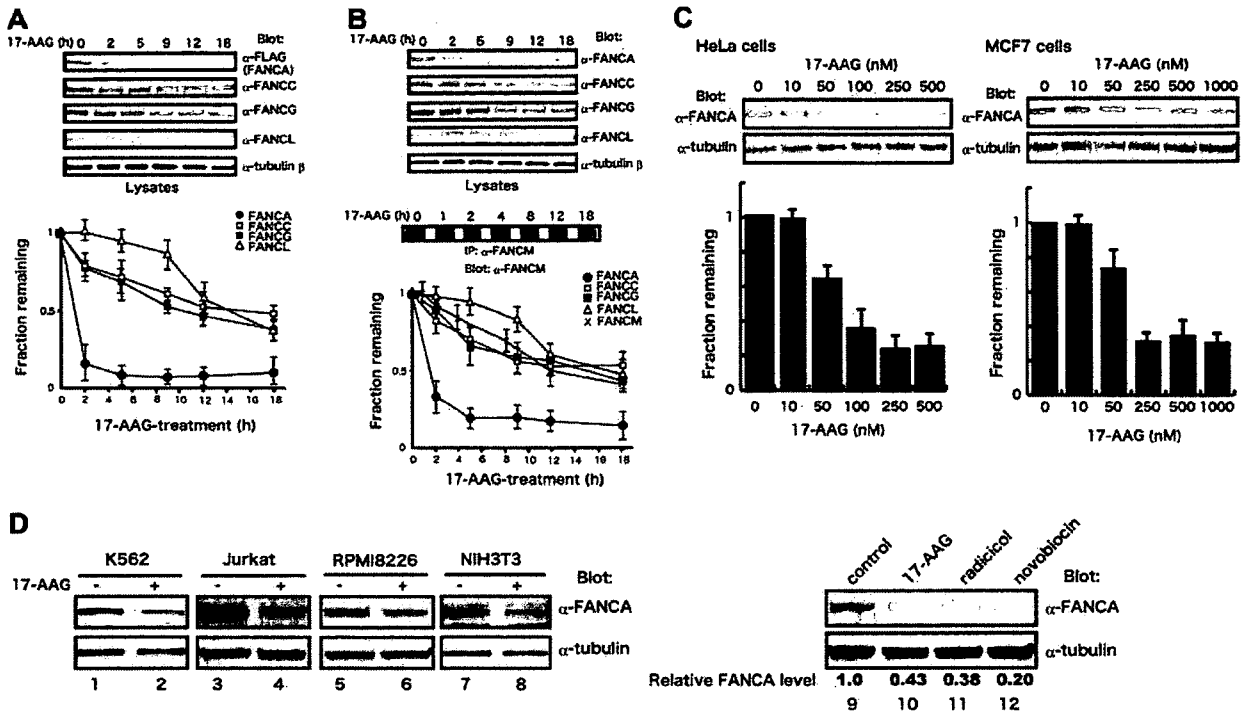 A
17-AAG (h) 0 2 5 9 12 18 Blot:
α-FLAG
(FANCA)
α-FANCC
α-FANCG
α-FANCL
α-tubulin β
Lysates
Fraction remaining
1
0.5
0
FANCA
FANCC
FANCG
FANCL
0 2 4 6 8 10 12 14 16 18
17-AAG-treatment (h)
B
17-AAG (h) 0 2 5 9 12 18 Blot:
α-FANCA
α-FANCC
α-FANCG
α-FANCL
α-tubulin β
Lysates
17-AAG (h) 0 1 2 4 8 12 18
IP: α-FANCM
Blot: α-FANCM
Fraction remaining
1
0.5
0
FANCA
FANCC
FANCG
FANCL
FANCM
0 2 4 6 8 10 12 14 16 18
17-AAG-treatment (h)
C
HeLa cells
17-AAG (nM)
Blot: 0 10 50 100 250 500
α-FANCA
α-tubulin
Fraction remaining
1
0
0 10 50 100 250 500
17-AAG (nM)
MCF7 cells
17-AAG (nM)
Blot: 0 10 50 250 500 1000
α-FANCA
α-tubulin
Fraction remaining
1
0
0 10 50 250 500 1000
17-AAG (nM)
D
K562 Jurkat RPMI8226 NIH3T3
17-AAG - + - + - + - + Blot:
α-FANCA
α-tubulin
1 2 3 4 5 6 7 8
control 17-AAG radicicol novobiocin Blot:
α-FANCA
α-tubulin
Relative FANCA level 1.0 0.43 0.38 0.20
9 10 11 12